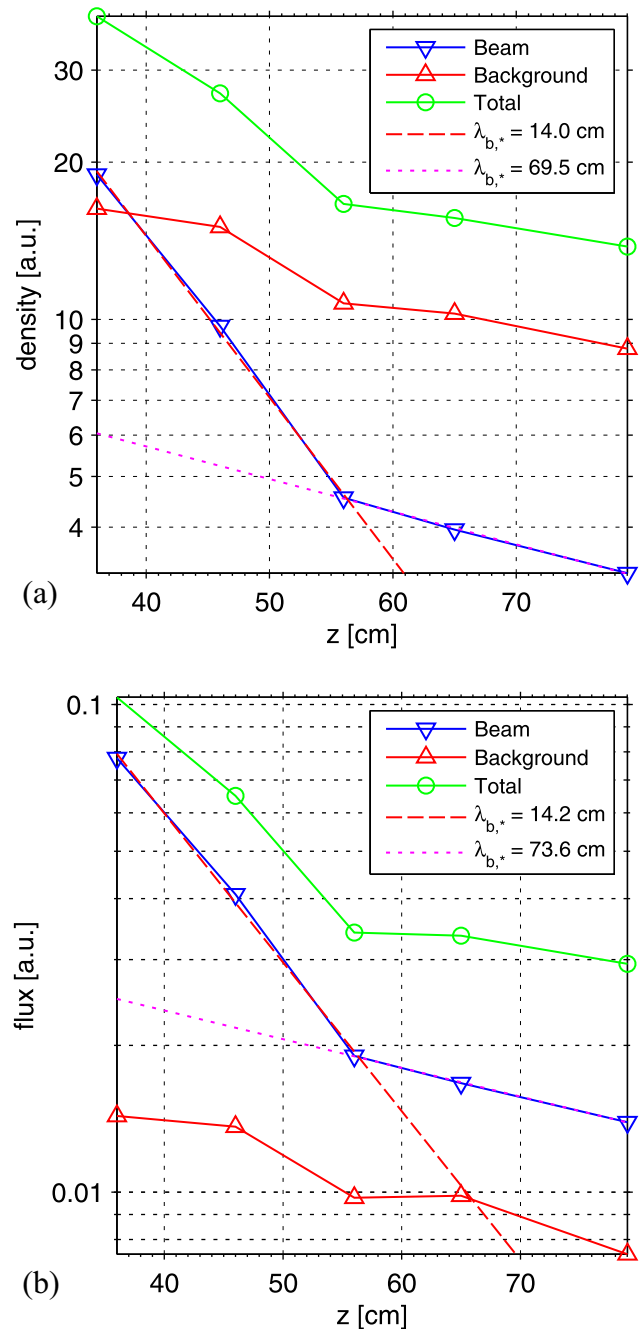 30
20
10
9
8
7
6
5
4
density [a.u.]
Beam
Background
Total
λb,* = 14.0 cm
λb,* = 69.5 cm
40 50 60 70
z [cm]
(a)
0.1
0.01
flux [a.u.]
Beam
Background
Total
λb,* = 14.2 cm
λb,* = 73.6 cm
40 50 60 70
z [cm]
(b)